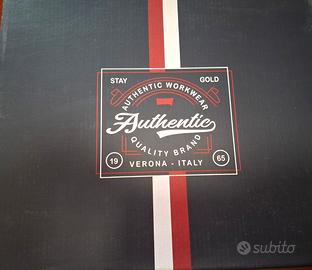 STAY GOLD
AUTHENTIC WORKWEAR
Authentic
QUALITY BRAND
19 65
VERONA - ITALY
subito